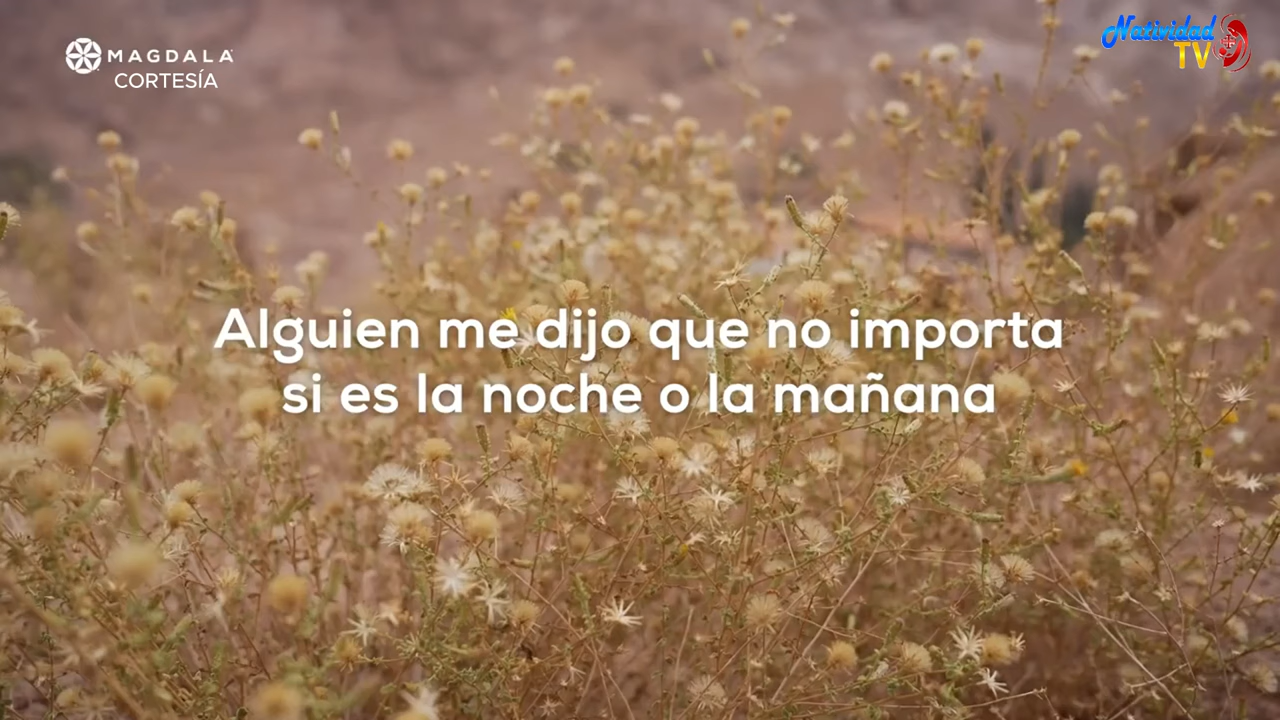 MAGDALA
CORTESÍA
Natividad
TV
Alguien me dijo que no importa
si es la noche o la mañana